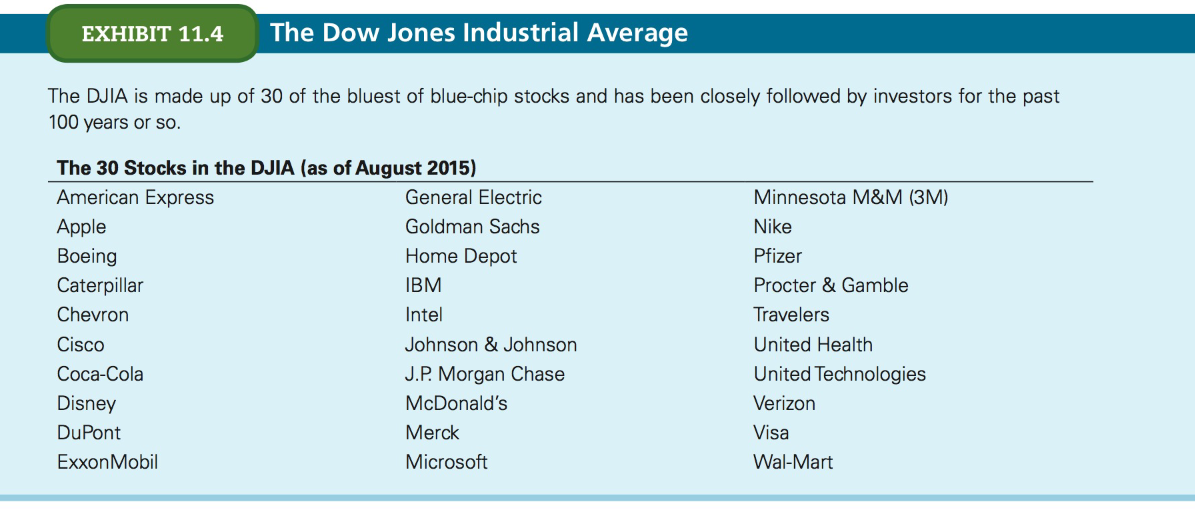 EXHIBIT 11.4
The Dow Jones Industrial Average
The DJIA is made up of 30 of the bluest of blue-chip stocks and has been closely followed by investors for the past
100 years or so.
The 30 Stocks in the DJIA (as of August 2015)
American Express General Electric Minnesota M&M (3M)
Apple Goldman Sachs Nike
Boeing Home Depot Pfizer
Caterpillar IBM Procter & Gamble
Chevron Intel Travelers
Cisco Johnson & Johnson United Health
Coca-Cola J.P. Morgan Chase United Technologies
Disney McDonald's Verizon
DuPont Merck Visa
ExxonMobil Microsoft Wal-Mart